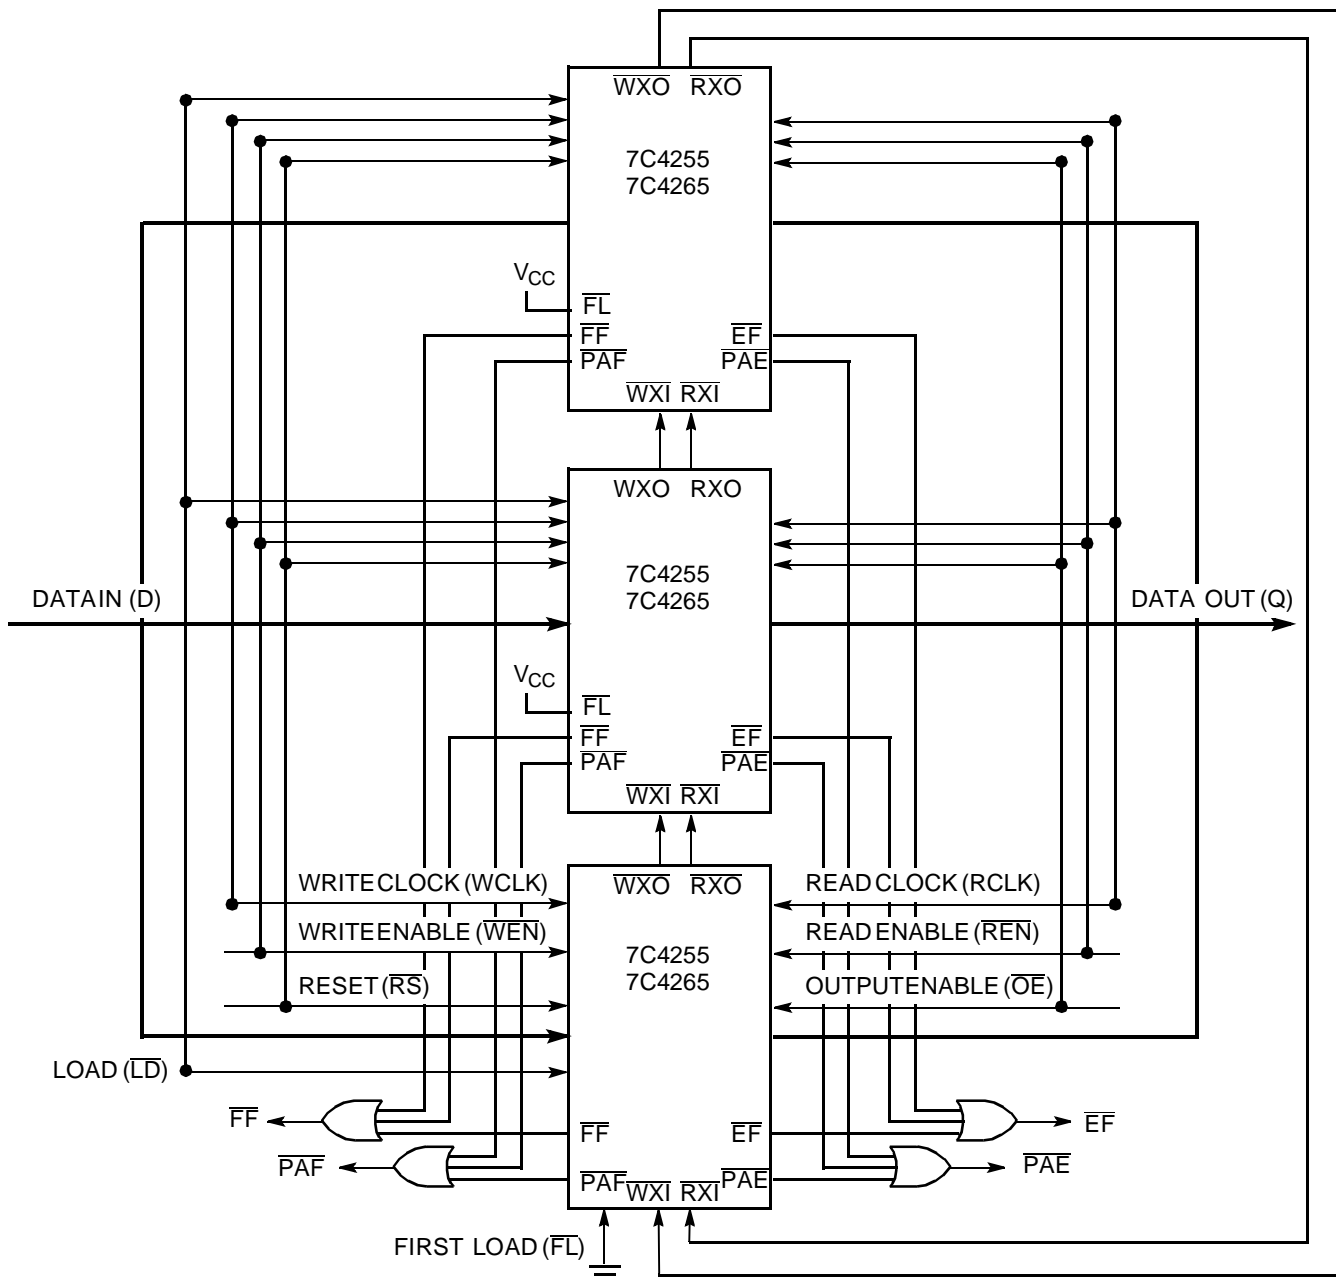 WXO RXO
7C4255
7C4265
VCC
FL
FF EF
PAF PAE
WXI RXI
WXO RXO
7C4255
7C4265
DATAIN (D)
DATA OUT (Q)
VCC
FL
FF EF
PAF PAE
WXI RXI
WXO RXO
WRITE CLOCK (WCLK)
READ CLOCK (RCLK)
WRITE ENABLE (WEN)
READ ENABLE (REN)
7C4255
7C4265
RESET (RS)
OUTPUT ENABLE (OE)
LOAD (LD)
FF
FF EF
EF
PAF
PAE
PAF WXI RXI PAE
FIRST LOAD (FL)